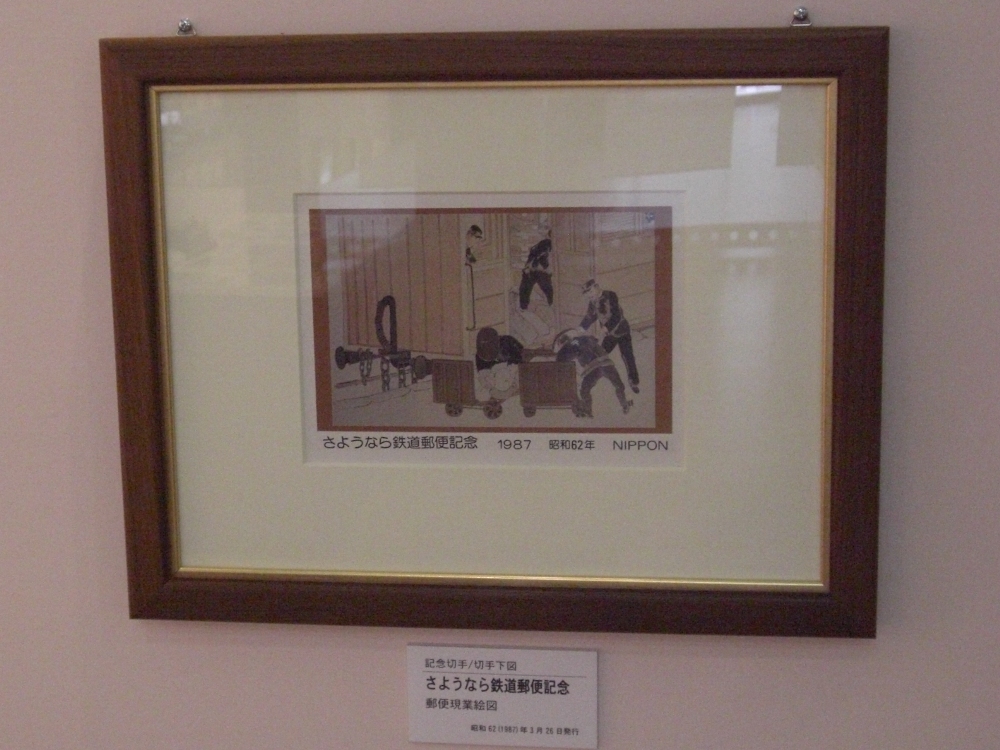 さようなら鉄道郵便記念 1987 昭和62年 NIPPON
記念切手/切手下図
さようなら鉄道郵便記念
郵便現業絵図
昭和62(1987)年3月26日発行